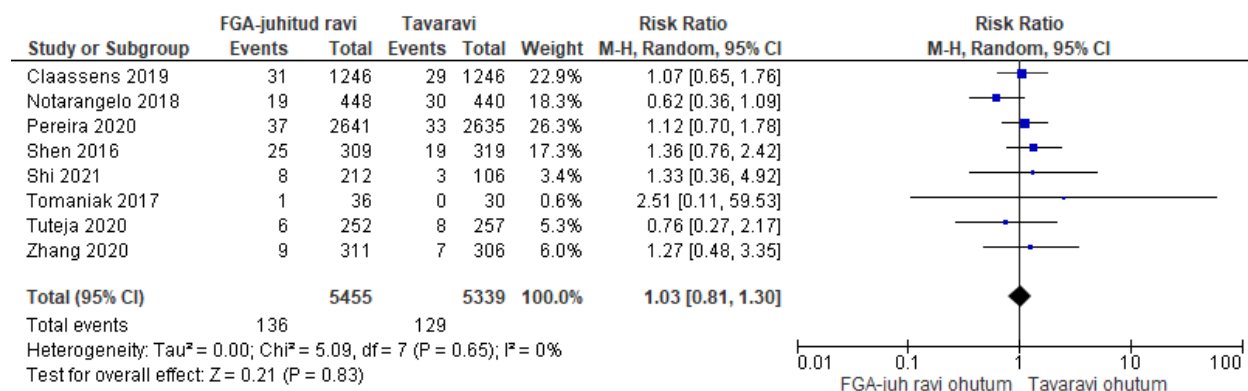 FGA-juhitud ravi Tavaravi Risk Ratio Risk Ratio
Study or Subgroup Events Total Events Total Weight M-H, Random, 95% CI M-H, Random, 95% CI
Claassens 2019 31 1246 29 1246 22.9% 1.07 [0.65, 1.76]
Notarangelo 2018 19 448 30 440 18.3% 0.62 [0.36, 1.09]
Pereira 2020 37 2641 33 2635 26.3% 1.12 [0.70, 1.78]
Shen 2016 25 309 19 319 17.3% 1.36 [0.76, 2.42]
Shi 2021 8 212 3 106 3.4% 1.33 [0.36, 4.92]
Tomaniak 2017 1 36 0 30 0.6% 2.51 [0.11, 59.53]
Tuteja 2020 6 252 8 257 5.3% 0.76 [0.27, 2.17]
Zhang 2020 9 311 7 306 6.0% 1.27 [0.48, 3.35]
Total (95% CI) 5455 5339 100.0% 1.03 [0.81, 1.30]
Total events 136 129
Heterogeneity: Tau² = 0.00; Chi² = 5.09, df = 7 (P = 0.65); I² = 0%
Test for overall effect: Z = 0.21 (P = 0.83)
0.01 0.1 1 10 100
FGA-juh ravi ohutum Tavaravi ohutum